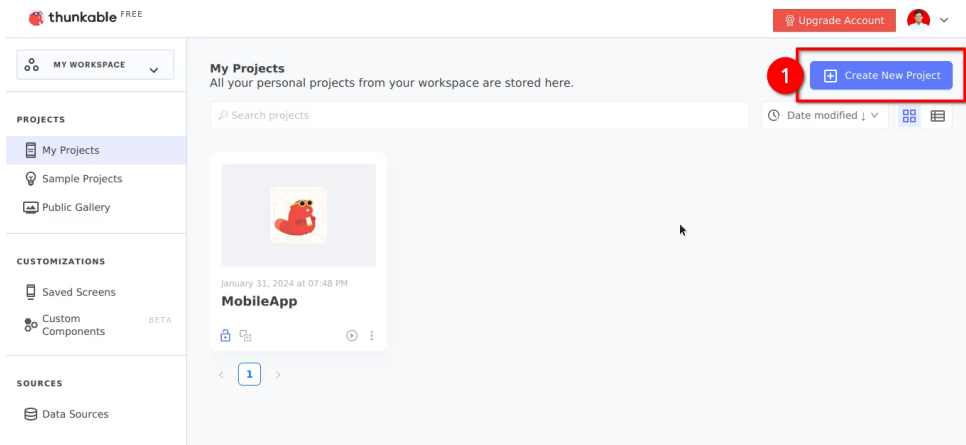 thunkable FREE
Upgrade Account
MY WORKSPACE
PROJECTS
My Projects
Sample Projects
Public Gallery
CUSTOMIZATIONS
Saved Screens
Custom
Components
BETA
SOURCES
Data Sources
My Projects
All your personal projects from your workspace are stored here.
1
Create New Project
Search projects
Date modified ↓
January 31, 2024 at 07:48 PM
MobileApp
< 1 >